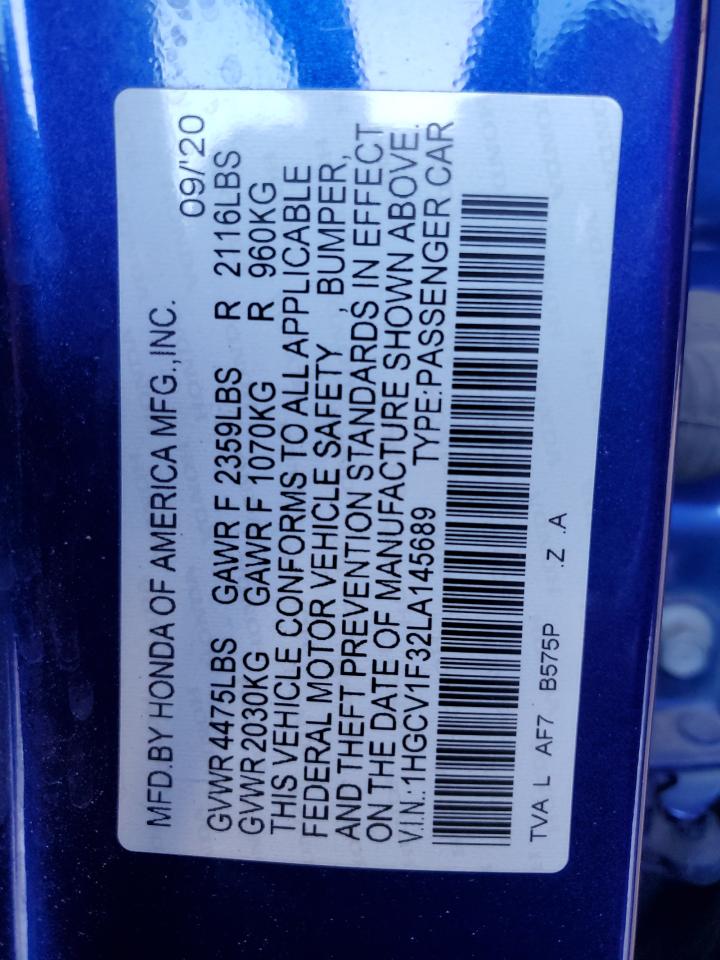 MFD.BY HONDA OF AMERICA MFG.,INC. 09/'20
GVWR 4475LBS GAWR F 2359LBS R 2116LBS
GVWR 2030KG GAWR F 1070KG R 960KG
THIS VEHICLE CONFORMS TO ALL APPLICABLE
FEDERAL MOTOR VEHICLE SAFETY , BUMPER,
AND THEFT PREVENTION STANDARDS IN EFFECT
ON THE DATE OF MANUFACTURE SHOWN ABOVE.
V.I.N.:1HGCV1F32LA145689 TYPE:PASSENGER CAR
TVA L AF7 B575P .Z .A